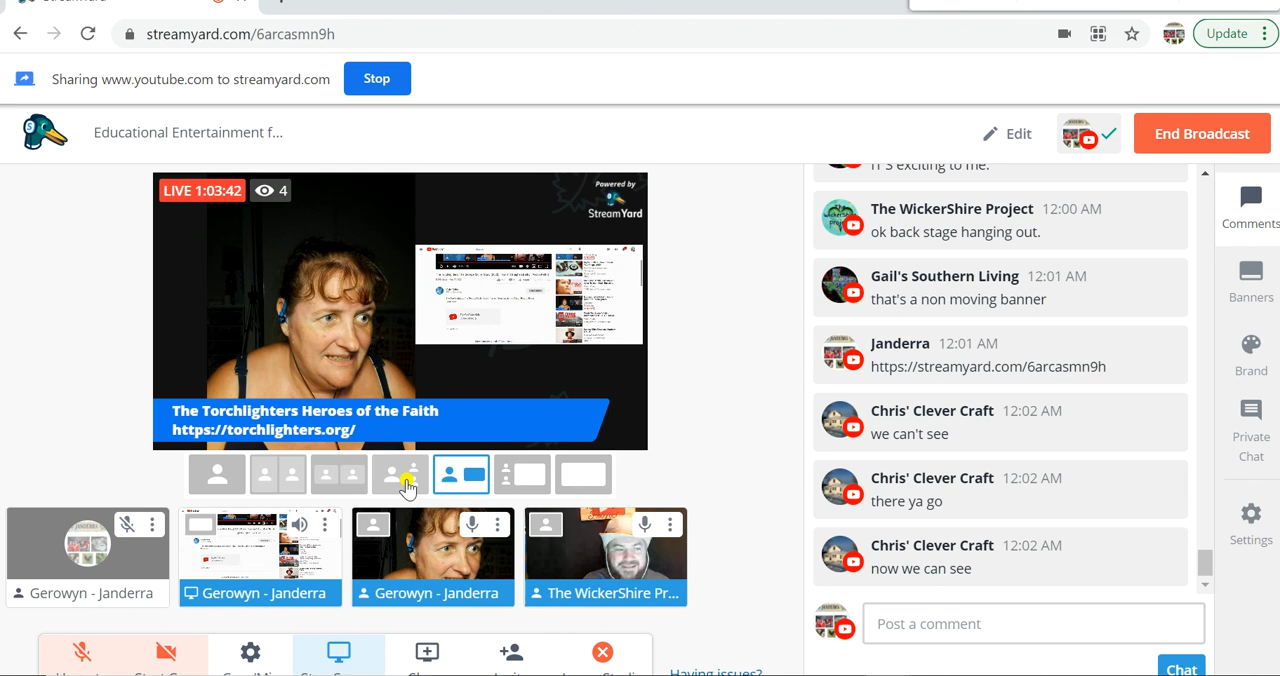 streamyard.com/6arcasmn9h
Update
Sharing www.youtube.com to streamyard.com
Stop
Educational Entertainment f...
Edit
End Broadcast
LIVE 1:03:42
4
Powered by
StreamYard
The Torchlighters Heroes of the Faith
https://torchlighters.org/
Gerowyn - Janderra
Gerowyn - Janderra
Gerowyn - Janderra
The WickerShire Pr...
Having issues?
IT'S exciting to me.
The WickerShire Project 12:00 AM
ok back stage hanging out.
Gail's Southern Living 12:01 AM
that's a non moving banner
Janderra 12:01 AM
https://streamyard.com/6arcasmn9h
Chris' Clever Craft 12:02 AM
we can't see
Chris' Clever Craft 12:02 AM
there ya go
Chris' Clever Craft 12:02 AM
now we can see
Post a comment
Chat
Comments
Banners
Brand
Private
Chat
Settings